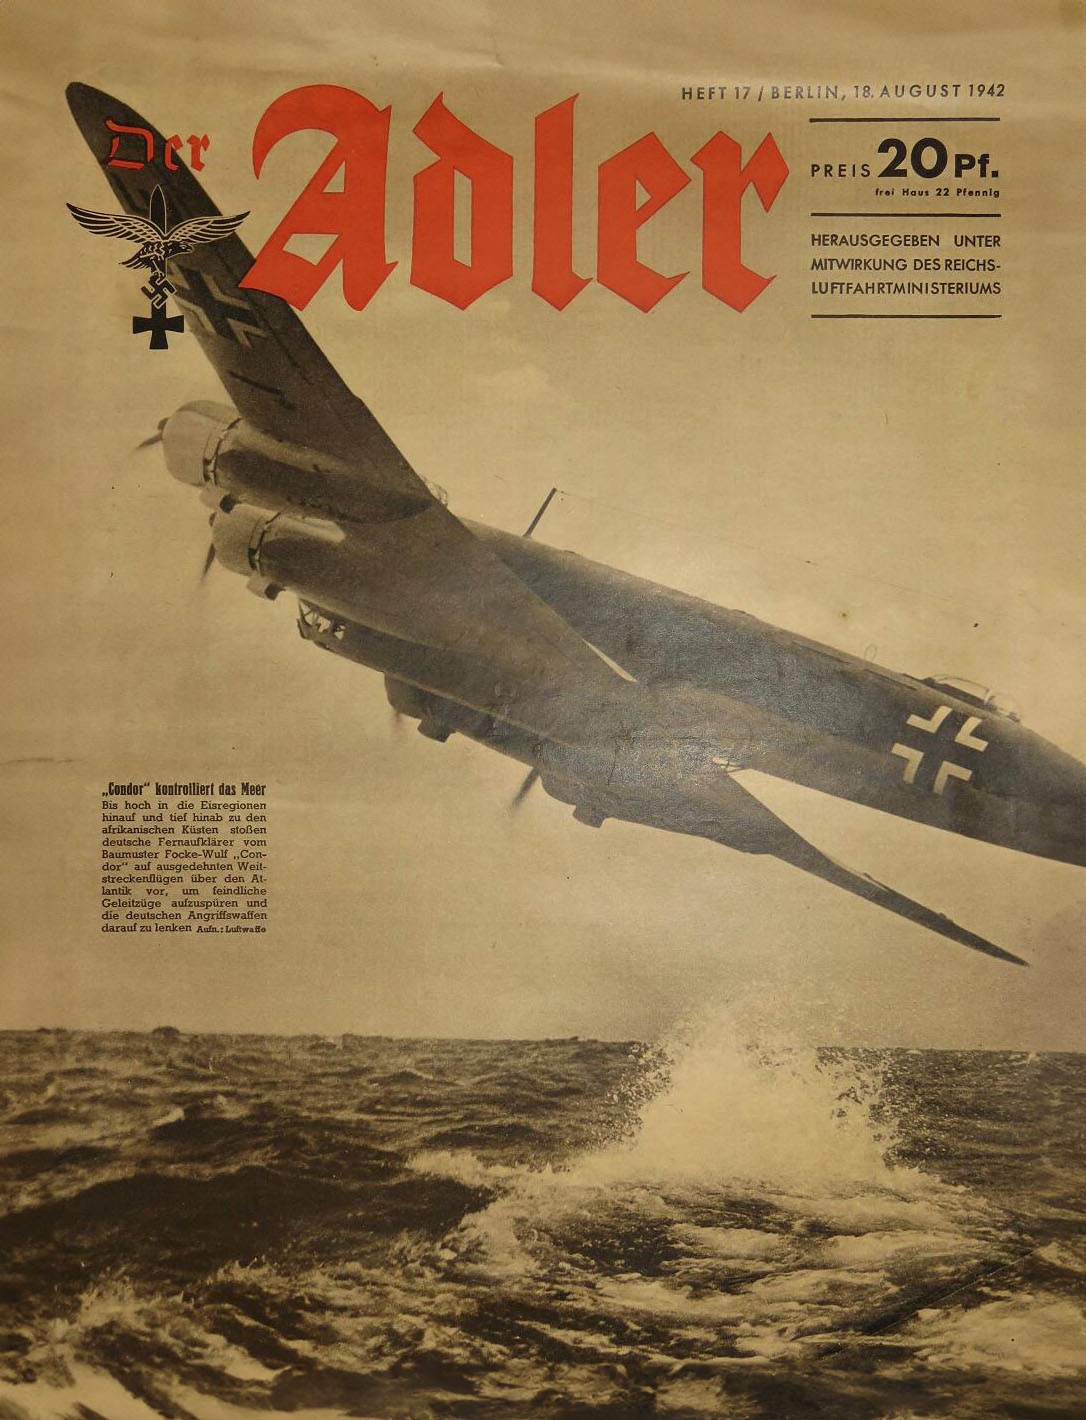 HEFT 17 / BERLIN, 18. AUGUST 1942
Der Adler
PREIS 20 Pf.
frei Haus 22 Pfennig
HERAUSGEGEBEN UNTER
MITWIRKUNG DES REICHS-
LUFTFAHRTMINISTERIUMS
„Condor“ kontrolliert das Meer
Bis hoch in die Eisregionen
hinauf und tief hinab zu den
afrikanischen Küsten stoßen
deutsche Fernaufklärer vom
Baumuster Focke-Wulf „Con-
dor“ auf ausgedehnten Weit-
streckenflügen über den At-
lantik vor, um feindliche
Geleitzüge aufzuspüren und
die deutschen Angriffswaffen
darauf zu lenken Aufn.: Luftwaffe